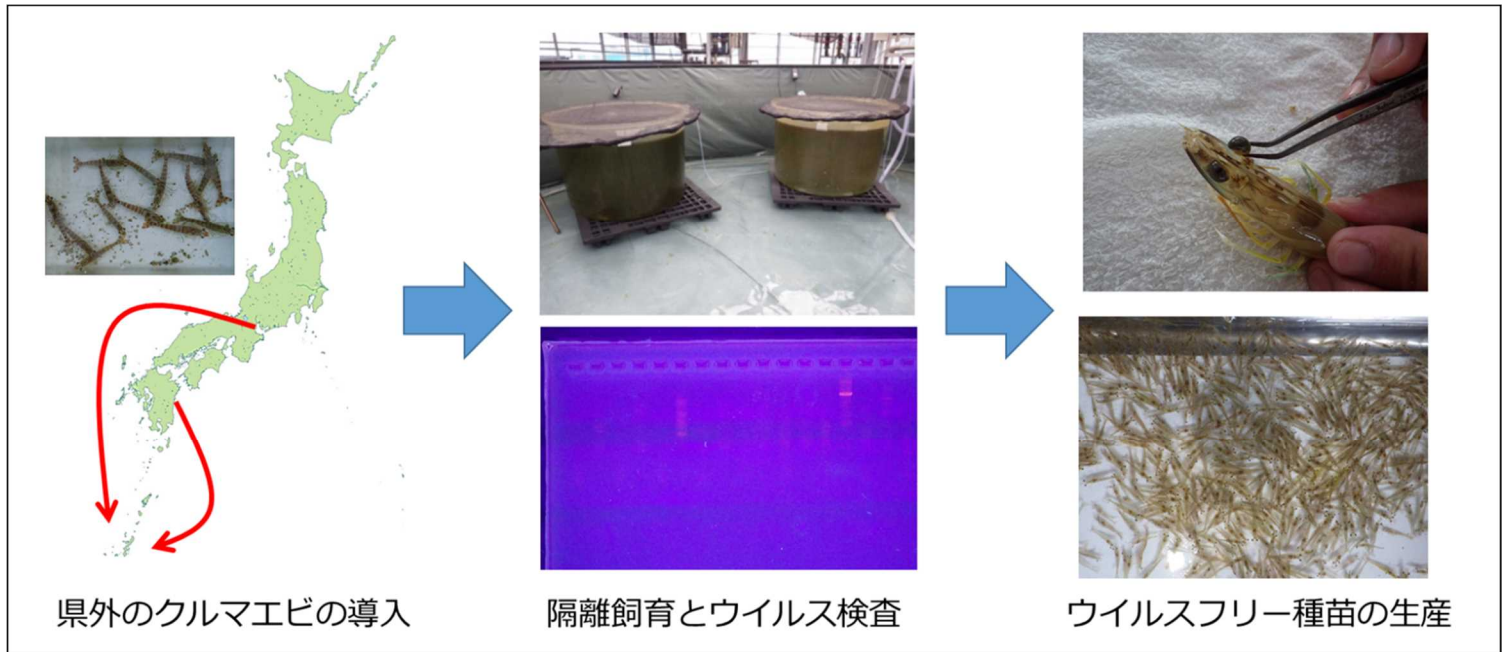 県外のクルマエビの導入
隔離飼育とウイルス検査
ウイルスフリー種苗の生産